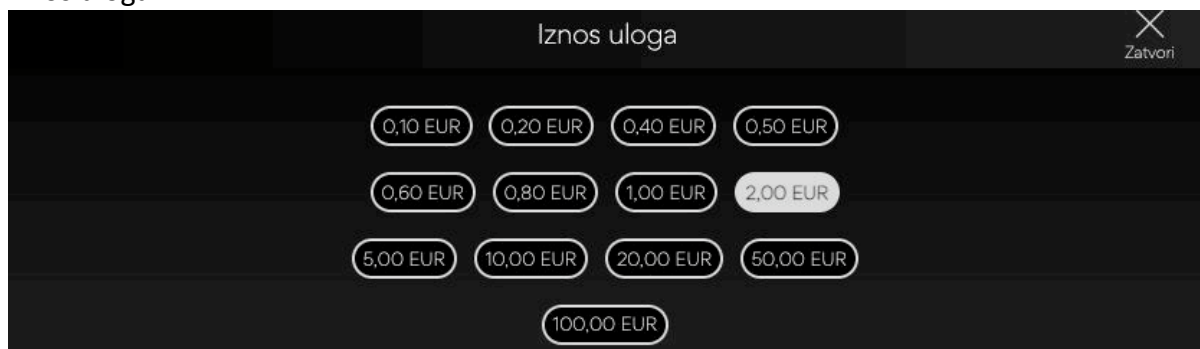 Iznos uloga
Zatvori
0,10 EUR 0,20 EUR 0,40 EUR 0,50 EUR
0,60 EUR 0,80 EUR 1,00 EUR 2,00 EUR
5,00 EUR 10,00 EUR 20,00 EUR 50,00 EUR
100,00 EUR